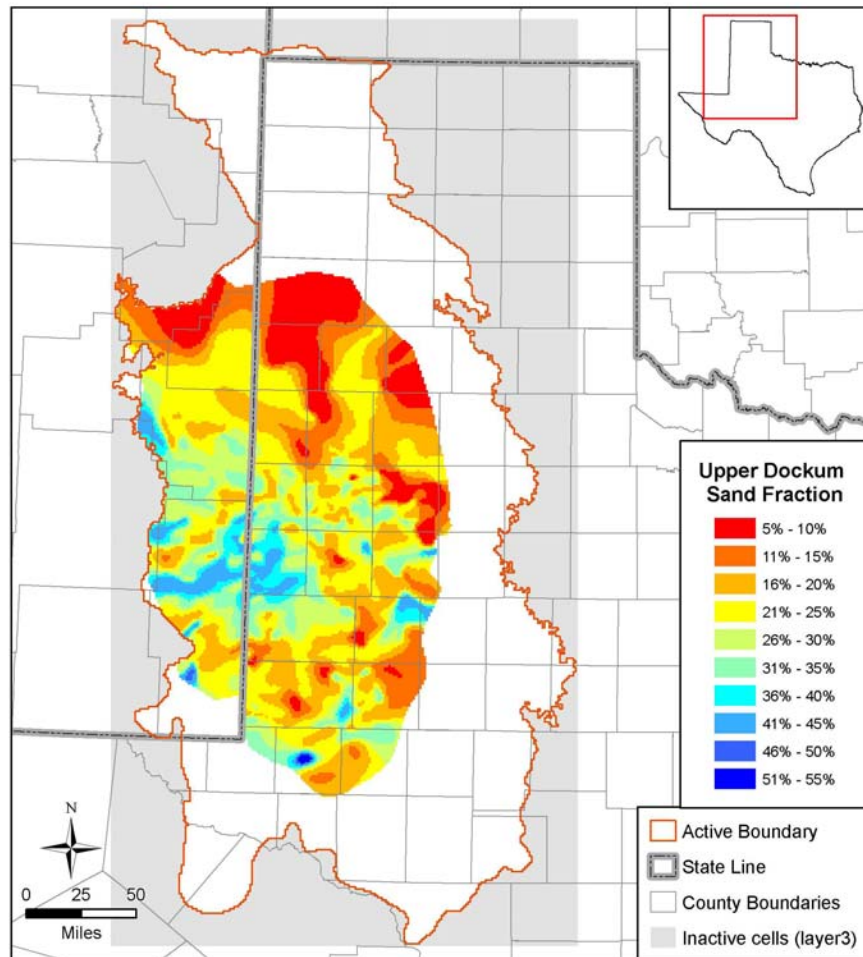 Upper Dockum
Sand Fraction
5% - 10%
11% - 15%
16% - 20%
21% - 25%
26% - 30%
31% - 35%
36% - 40%
41% - 45%
46% - 50%
51% - 55%
N
0 25 50
Miles
Active Boundary
State Line
County Boundaries
Inactive cells (layer3)